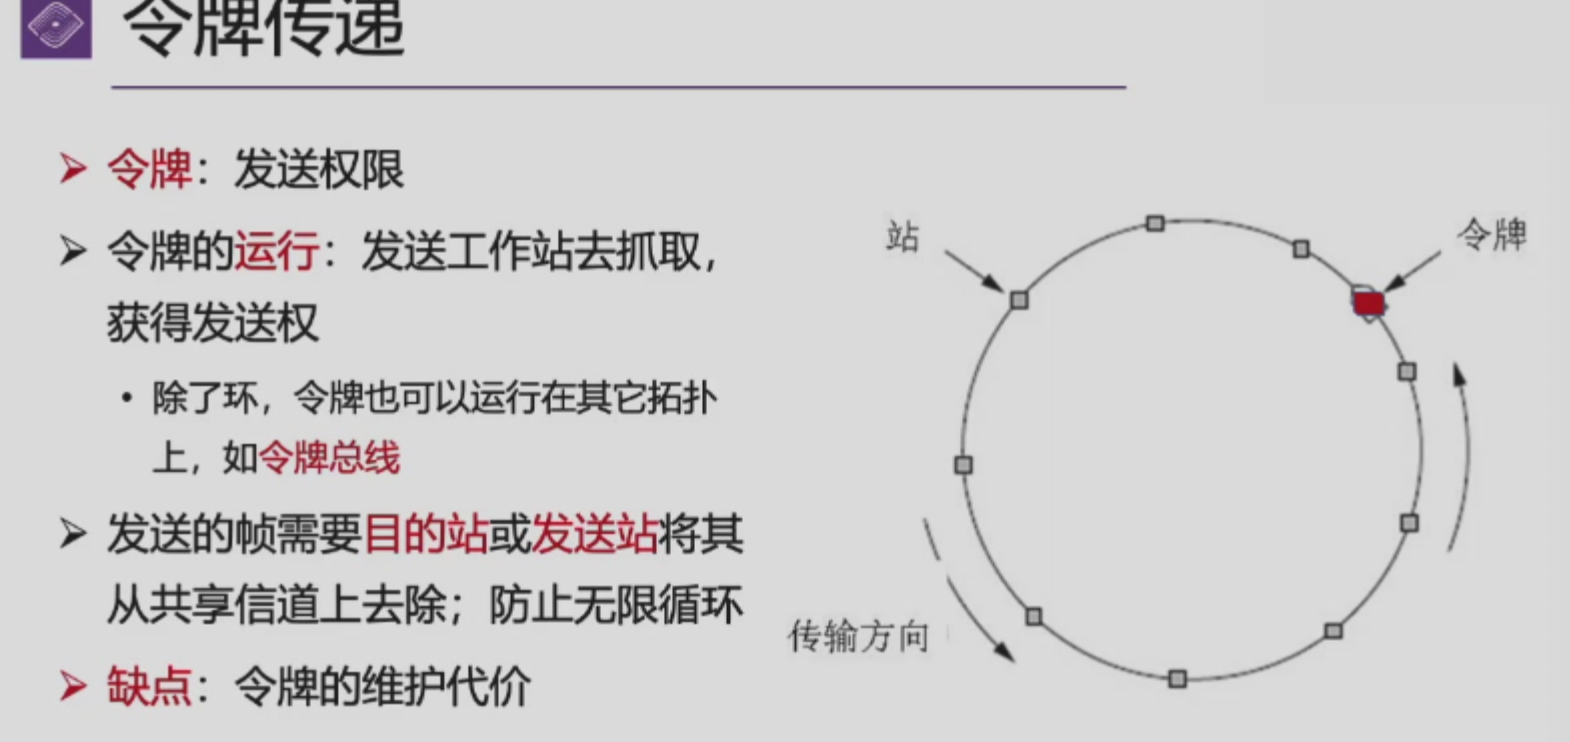 令牌传递
令牌：发送权限
令牌的运行：发送工作站去抓取，
获得发送权
• 除了环，令牌也可以运行在其它拓扑
上，如令牌总线
发送的帧需要目的站或发送站将其
从共享信道上去除；防止无限循环
缺点：令牌的维护代价
站
令牌
传输方向